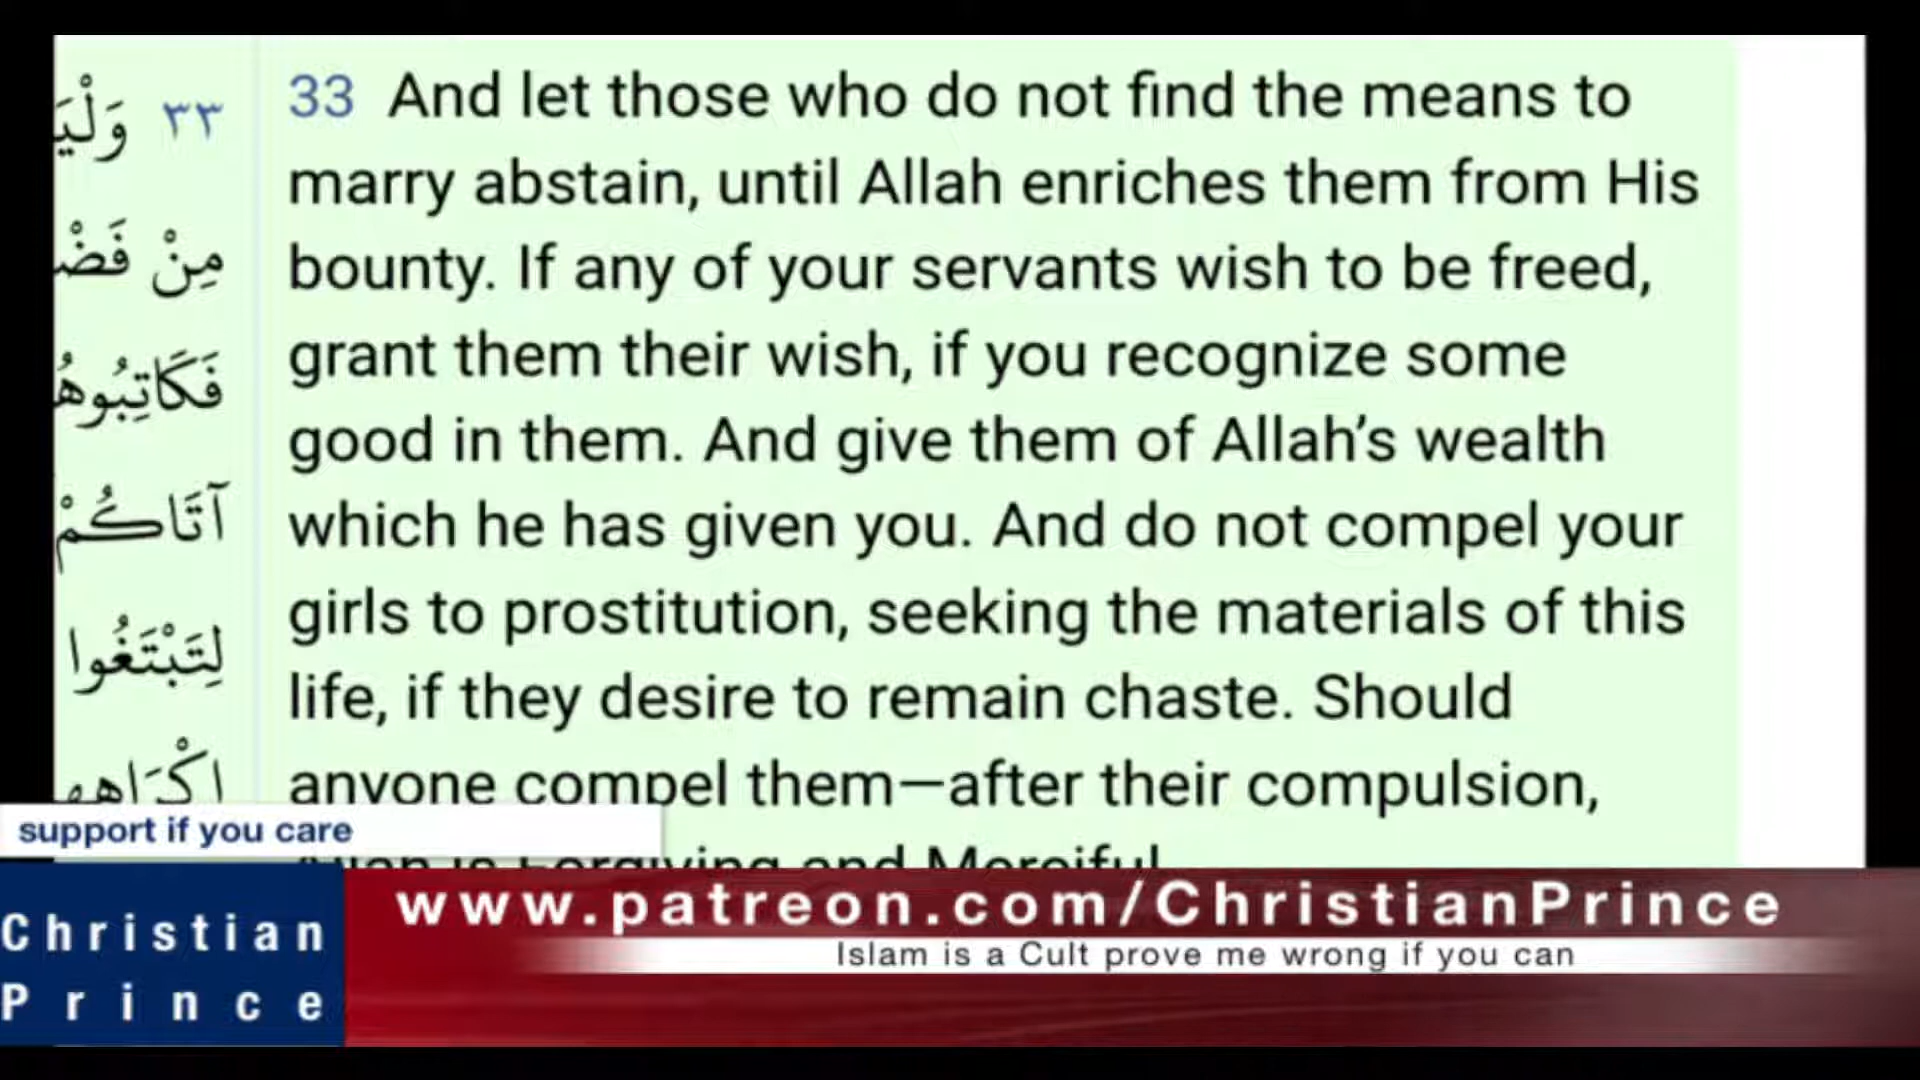 ٣٣ وَلْيَ
مِنْ فَضْ
فَكَاتِبُوهُ
آتَاكُمْ
لِتَبْتَغُوا
33 And let those who do not find the means to
marry abstain, until Allah enriches them from His
bounty. If any of your servants wish to be freed,
grant them their wish, if you recognize some
good in them. And give them of Allah’s wealth
which he has given you. And do not compel your
girls to prostitution, seeking the materials of this
life, if they desire to remain chaste. Should
anyone compel them—after their compulsion,
Allah is Forgiving and Merciful
support if you care
Christian
Prince
www.patreon.com/ChristianPrince
Islam is a Cult prove me wrong if you can